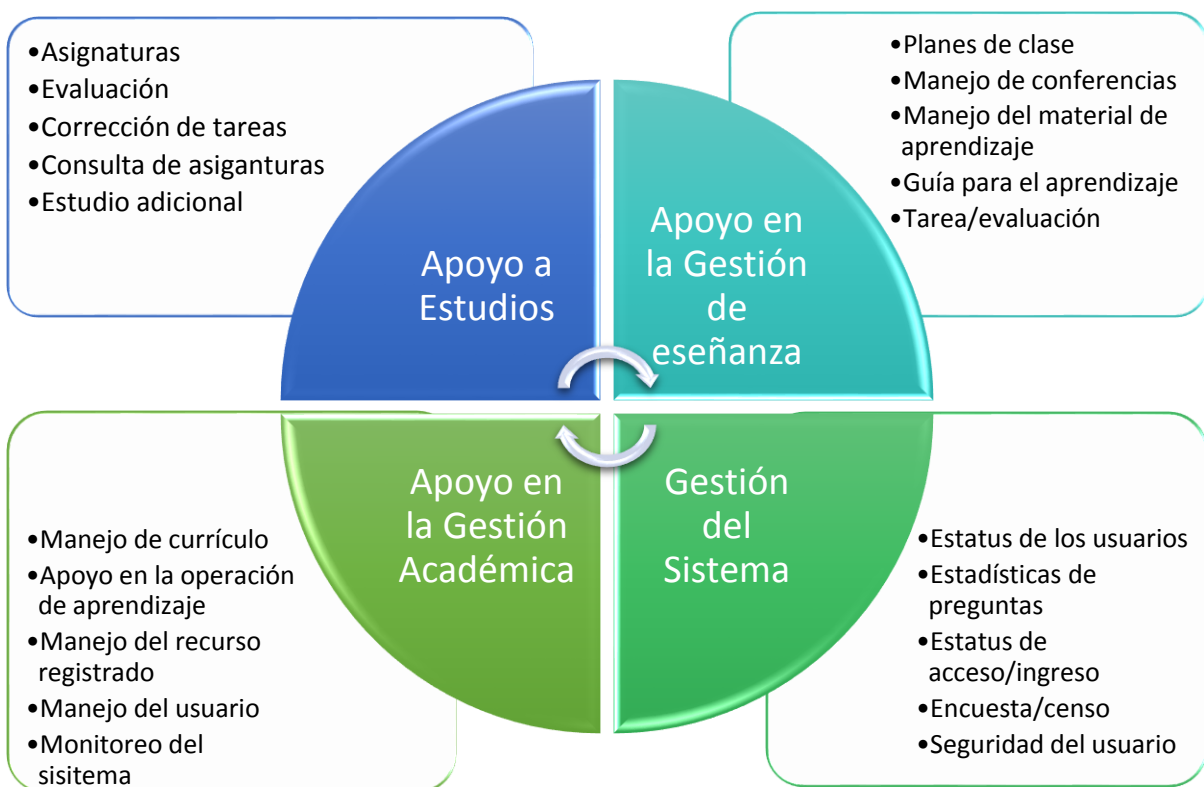 •Asignaturas
•Evaluación
•Corrección de tareas
•Consulta de asiganturas
•Estudio adicional
•Planes de clase
•Manejo de conferencias
•Manejo del material de
aprendizaje
•Guía para el aprendizaje
•Tarea/evaluación
Apoyo a
Estudios
Apoyo en
la Gestión
de
eseñanza
Apoyo en
la Gestión
Académica
Gestión
del
Sistema
•Manejo de currículo
•Apoyo en la operación
de aprendizaje
•Manejo del recurso
registrado
•Manejo del usuario
•Monitoreo del
sisitema
•Estatus de los usuarios
•Estadísticas de
preguntas
•Estatus de
acceso/ingreso
•Encuesta/censo
•Seguridad del usuario